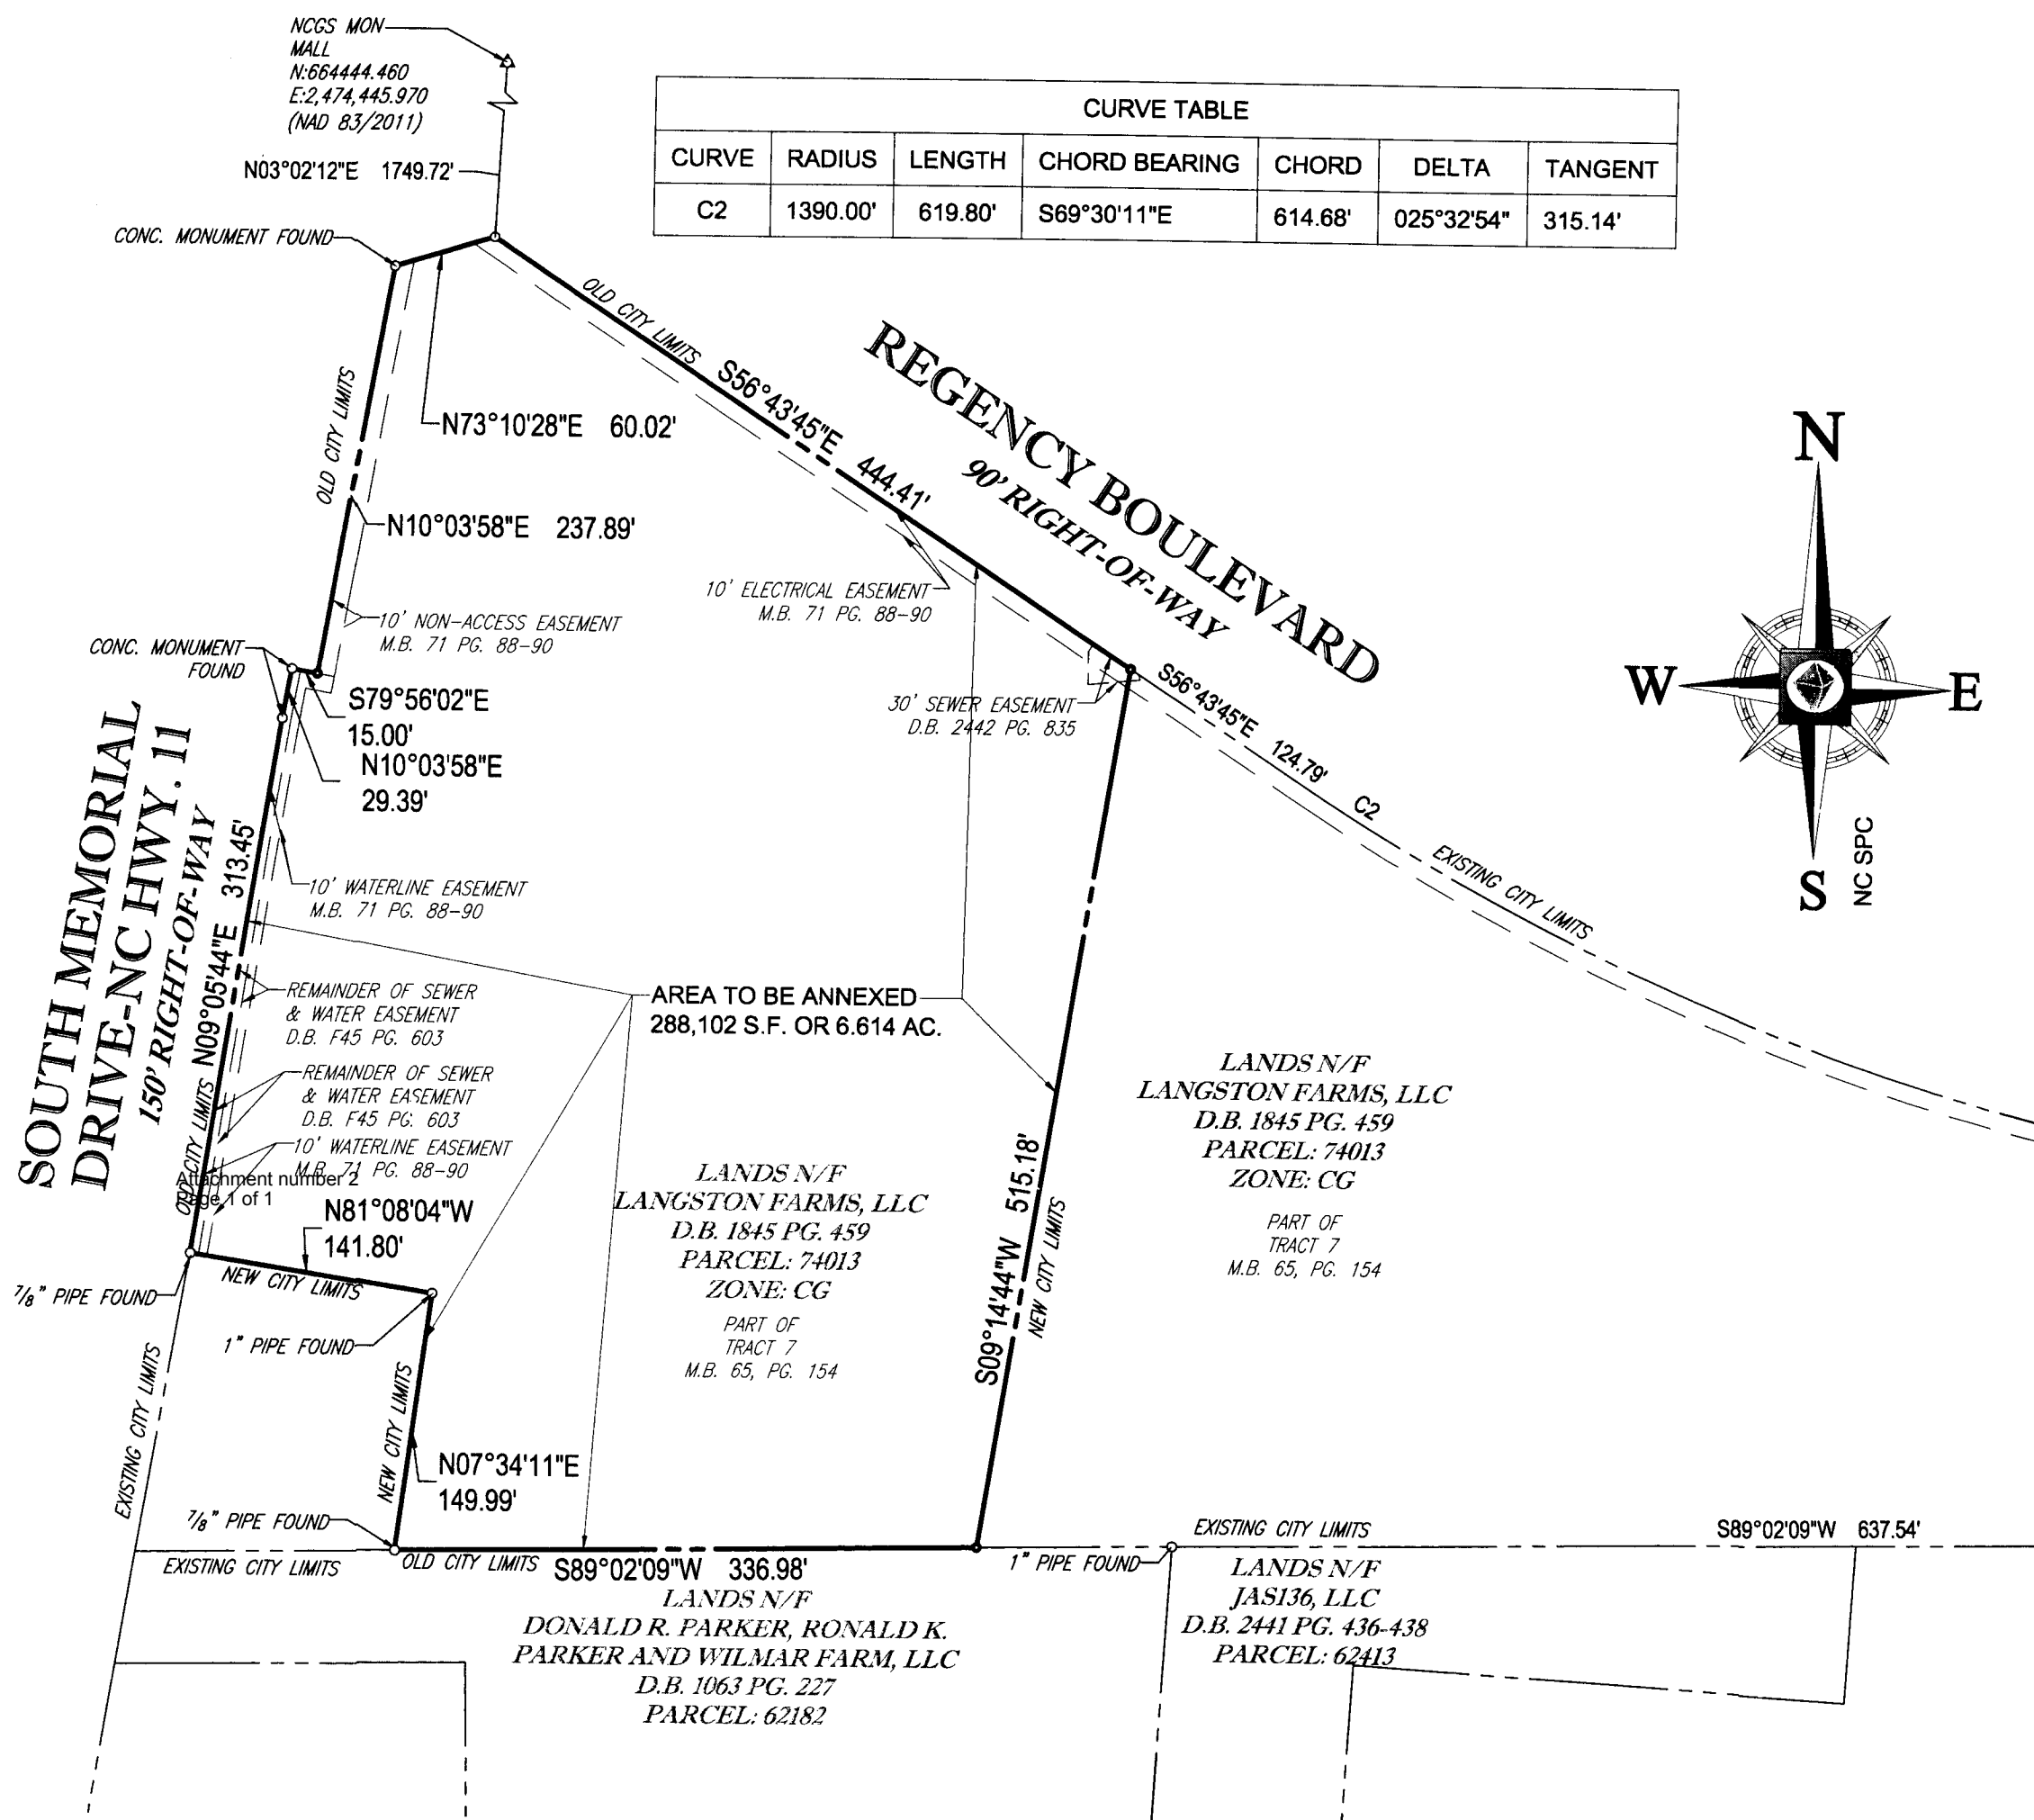 NCGS MON
MALL
N:664444.460
E:2,474,445.970
(NAD 83/2011)
N03°02'12"E 1749.72'
CONC. MONUMENT FOUND
CURVE TABLE
CURVE RADIUS LENGTH CHORD BEARING CHORD DELTA TANGENT
C2 1390.00' 619.80' S69°30'11"E 614.68' 025°32'54" 315.14'
OLD CITY LIMITS
S56°43'45"E 444.41'
REGENCY BOULEVARD
90' RIGHT-OF-WAY
N73°10'28"E 60.02'
OLD CITY LIMITS
N10°03'58"E 237.89'
10' ELECTRICAL EASEMENT
M.B. 71 PG. 88-90
10' NON-ACCESS EASEMENT
M.B. 71 PG. 88-90
CONC. MONUMENT
FOUND
S79°56'02"E
15.00'
N10°03'58"E
29.39'
30' SEWER EASEMENT
D.B. 2442 PG. 835
S56°43'45"E 124.79'
C2
EXISTING CITY LIMITS
N
W
E
S
NC SPC
SOUTH MEMORIAL
DRIVE-NC HWY. 11
150' RIGHT-OF-WAY
OLD CITY LIMITS N09°05'44"E 313.45'
10' WATERLINE EASEMENT
M.B. 71 PG. 88-90
REMAINDER OF SEWER
& WATER EASEMENT
D.B. F45 PG. 603
REMAINDER OF SEWER
& WATER EASEMENT
D.B. F45 PG. 603
10' WATERLINE EASEMENT
M.B. 71 PG. 88-90
Attachment number 2
Page 1 of 1
AREA TO BE ANNEXED
288,102 S.F. OR 6.614 AC.
N81°08'04"W
141.80'
NEW CITY LIMITS
7/8" PIPE FOUND
1" PIPE FOUND
LANDS N/F
LANGSTON FARMS, LLC
D.B. 1845 PG. 459
PARCEL: 74013
ZONE: CG
PART OF
TRACT 7
M.B. 65, PG. 154
S09°14'44"W 515.18'
NEW CITY LIMITS
LANDS N/F
LANGSTON FARMS, LLC
D.B. 1845 PG. 459
PARCEL: 74013
ZONE: CG
PART OF
TRACT 7
M.B. 65, PG. 154
EXISTING CITY LIMITS
NEW CITY LIMITS
N07°34'11"E
149.99'
7/8" PIPE FOUND
EXISTING CITY LIMITS
OLD CITY LIMITS
S89°02'09"W 336.98'
1" PIPE FOUND
EXISTING CITY LIMITS
S89°02'09"W 637.54'
LANDS N/F
DONALD R. PARKER, RONALD K.
PARKER AND WILMAR FARM, LLC
D.B. 1063 PG. 227
PARCEL: 62182
LANDS N/F
JAS136, LLC
D.B. 2441 PG. 436-438
PARCEL: 62413